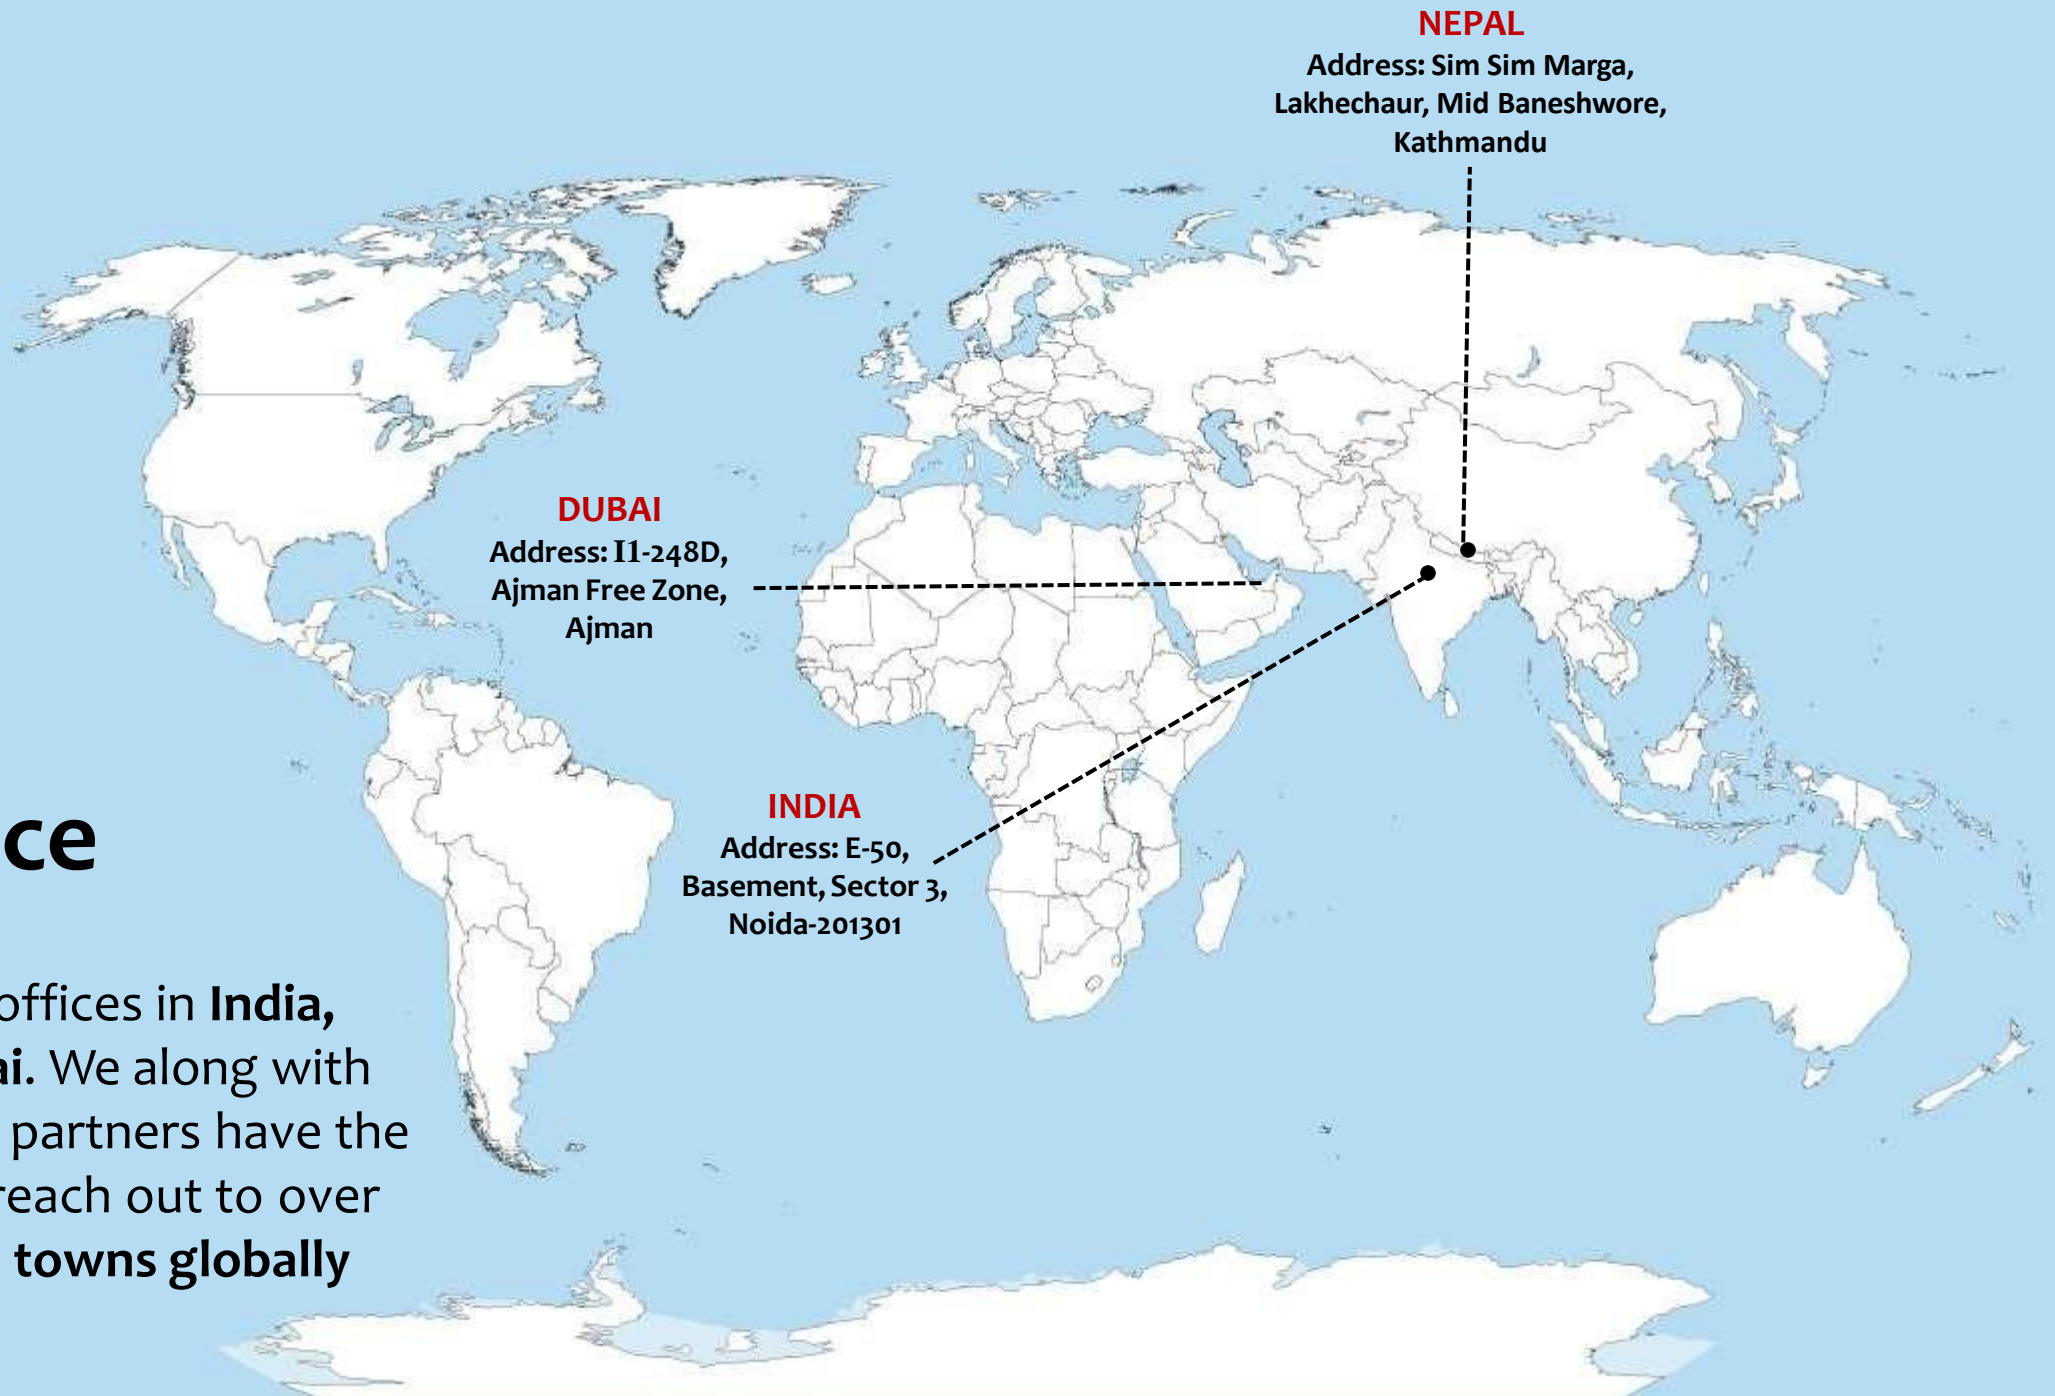 NEPAL
Address: Sim Sim Marga,
Lakhechaur, Mid Baneshwore,
Kathmandu
DUBAI
Address: I1-248D,
Ajman Free Zone,
Ajman
INDIA
Address: E-50,
Basement, Sector 3,
Noida-201301
ce
offices in India,
ai. We along with
partners have the
reach out to over
towns globally